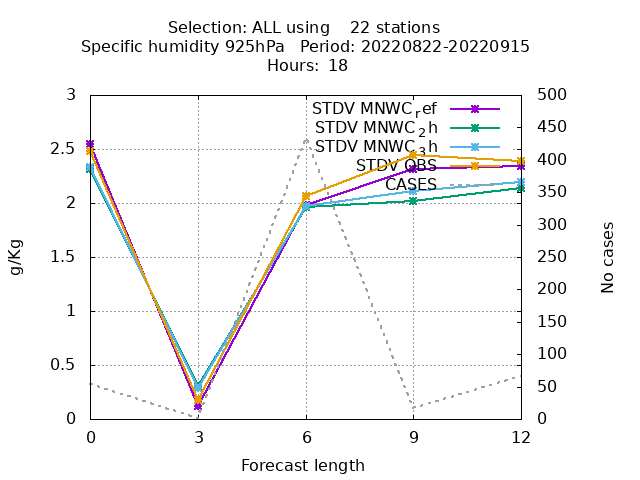 Selection: ALL using 22 stations
Specific humidity 925hPa Period: 20220822-20220915
Hours: 18
STDV MNWC_ref
STDV MNWC_2h
STDV MNWC_3h
STDV OBS
CASES
3
2.5
2
1.5
1
0.5
0
500
450
400
350
300
250
200
150
100
50
0
g/Kg
No cases
0 3 6 9 12
Forecast length